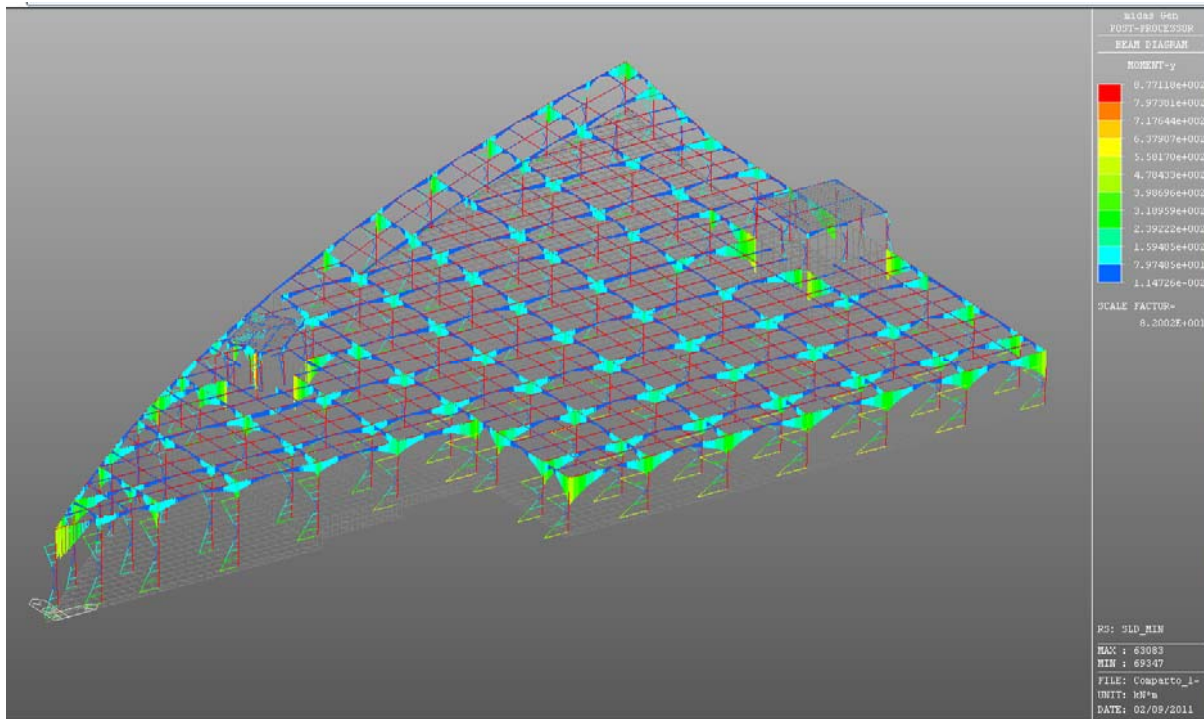 midas Gen
POST-PROCESSOR
BEAM DIAGRAM
MOMENT-y
8.77118e+002
7.97381e+002
7.17644e+002
6.37907e+002
5.58170e+002
4.78433e+002
3.98696e+002
3.18959e+002
2.39222e+002
1.59485e+002
7.97485e+001
1.14726e-002
SCALE FACTOR=
8.2002E+001
RS: SLD_MIN
MAX : 63083
MIN : 69347
FILE: Comparto_1~
UNIT: kN*m
DATE: 02/09/2011